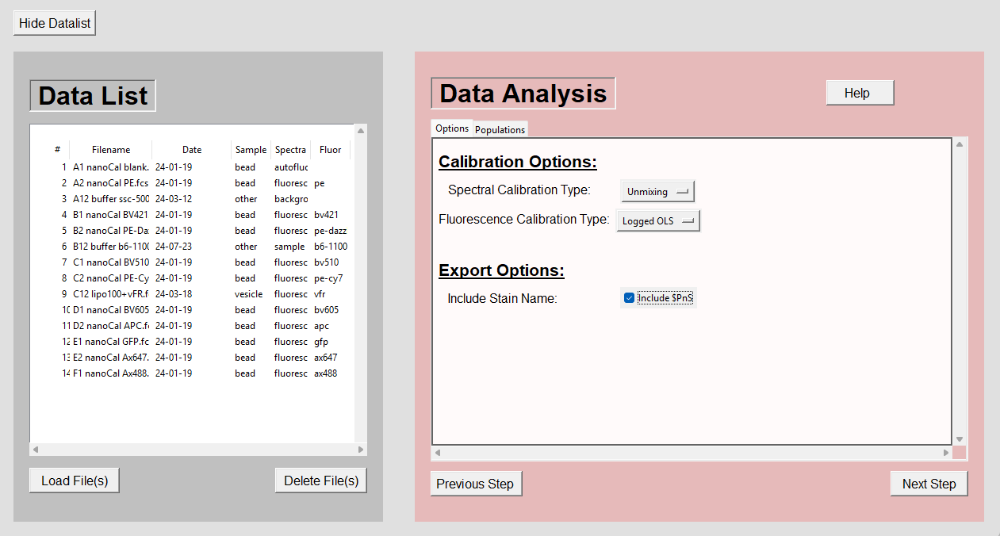 Hide Datalist
Data List
# Filename Date Sample Spectra Fluor
1 A1 nanoCal blank. 24-01-19 bead autofluc
2 A2 nanoCal PE.fcs 24-01-19 bead fluoresc pe
3 A12 buffer ssc-500 24-03-12 other backgro
4 B1 nanoCal BV421 24-01-19 bead fluoresc bv421
5 B2 nanoCal PE-Da: 24-01-19 bead fluoresc pe-dazz
6 B12 buffer b6-1100 24-07-23 other sample b6-1100
7 C1 nanoCal BV510 24-01-19 bead fluoresc bv510
8 C2 nanoCal PE-Cy 24-01-19 bead fluoresc pe-cy7
9 C12 lipo100+vFR.f 24-03-18 vesicle fluoresc vfr
10 D1 nanoCal BV605 24-01-19 bead fluoresc bv605
11 D2 nanoCal APC.f 24-01-19 bead fluoresc apc
12 E1 nanoCal GFP.fc 24-01-19 bead fluoresc gfp
13 E2 nanoCal Ax647. 24-01-19 bead fluoresc ax647
14 F1 nanoCal Ax488. 24-01-19 bead fluoresc ax488
Load File(s) Delete File(s)
Data Analysis
Help
Options Populations
Calibration Options:
Spectral Calibration Type: Unmixing
Fluorescence Calibration Type: Logged OLS
Export Options:
Include Stain Name: Include $PnS
Previous Step Next Step